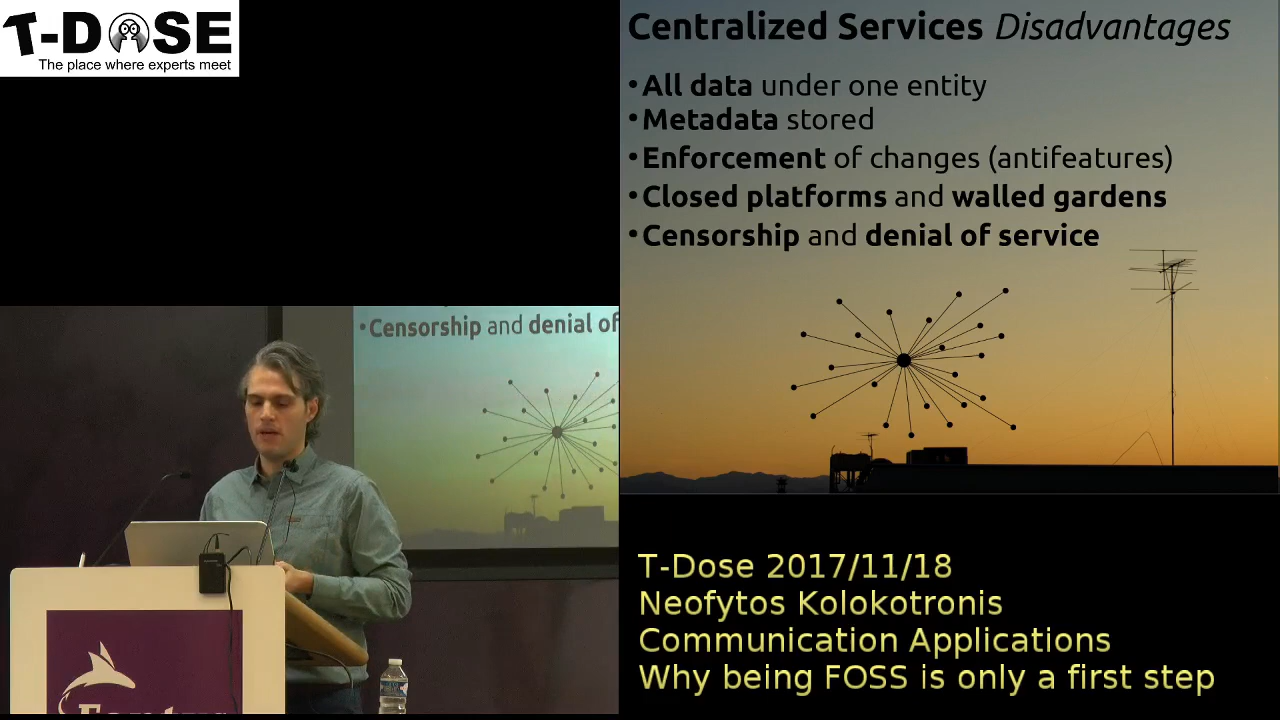 T-DOSE
The place where experts meet
Centralized Services Disadvantages
•All data under one entity
•Metadata stored
•Enforcement of changes (antifeatures)
•Closed platforms and walled gardens
•Censorship and denial of service
•Censorship and denial of
T-Dose 2017/11/18
Neofytos Kolokotronis
Communication Applications
Why being FOSS is only a first step